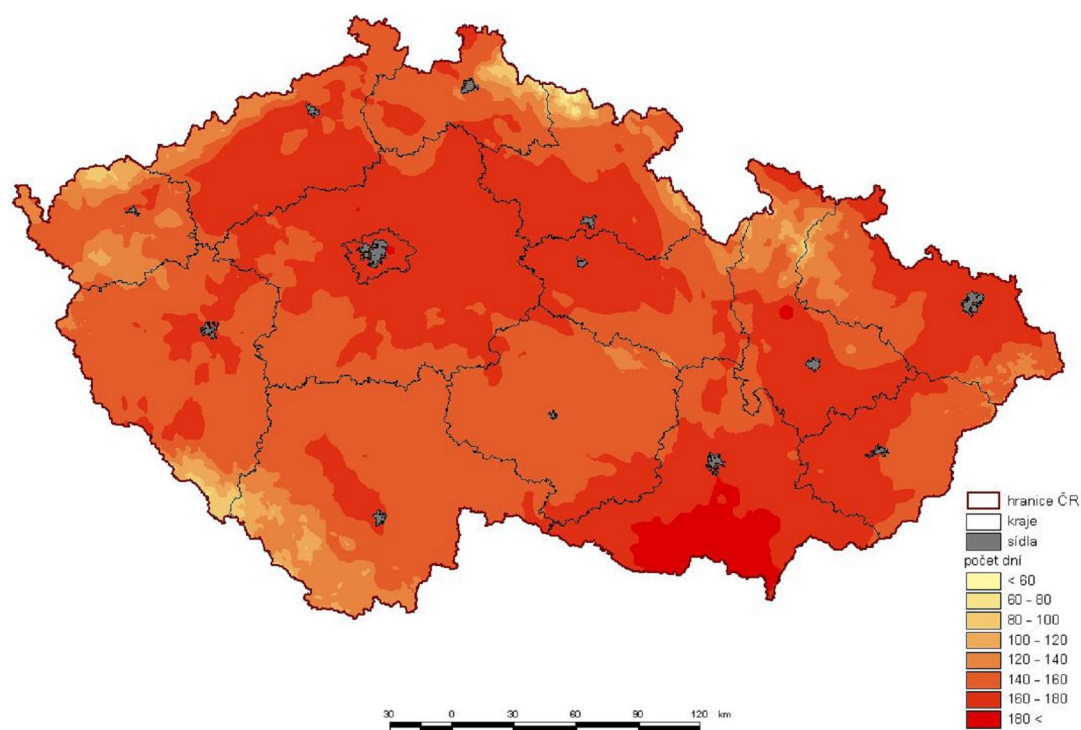 hranice ČR
kraje
sídla
počet dní
< 60
60 - 80
80 - 100
100 - 120
120 - 140
140 - 160
160 - 180
180 <
30 0 30 60 90 120 km